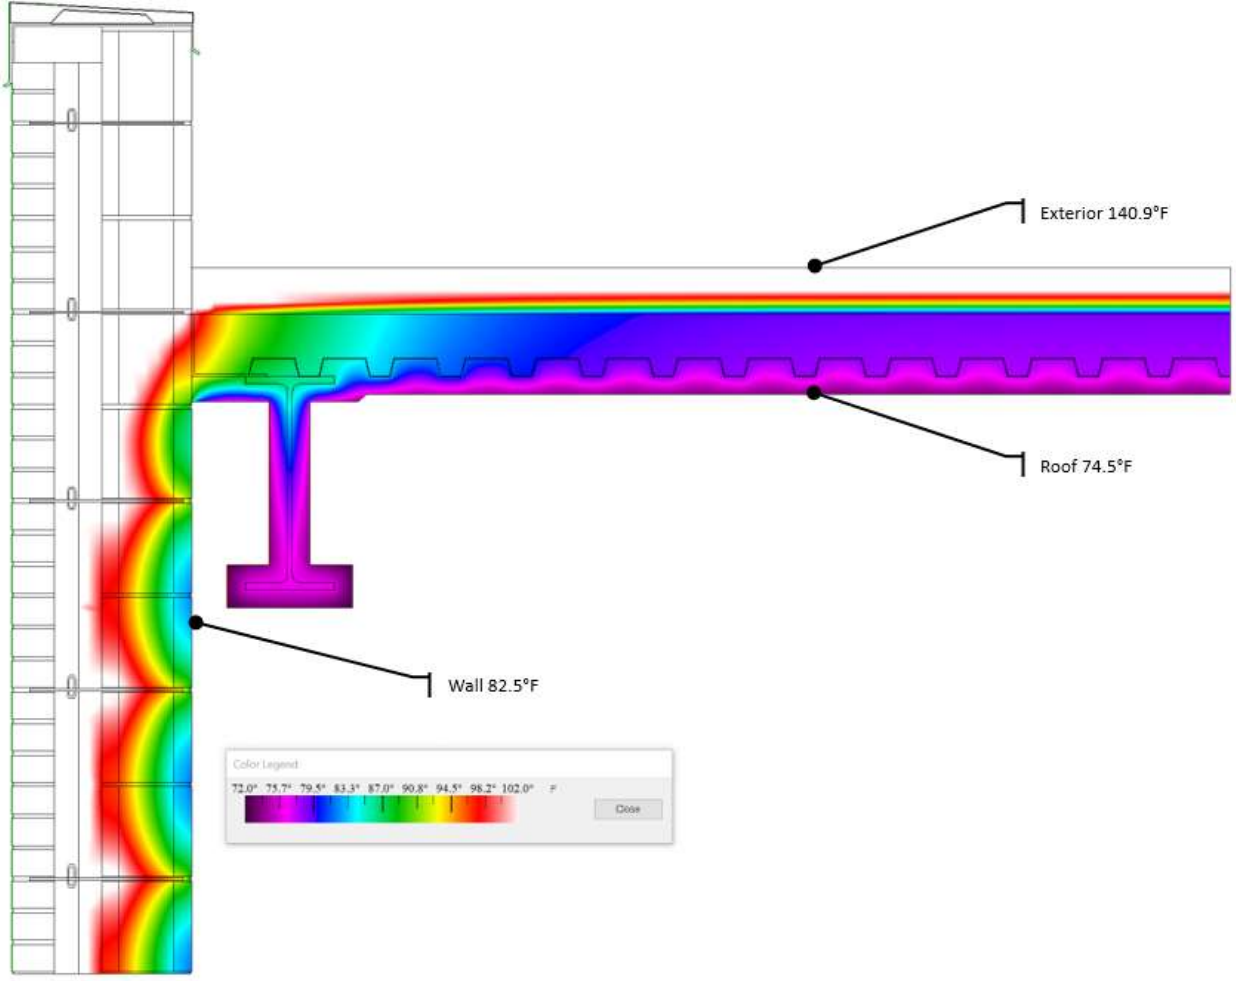 Exterior 140.9°F
Roof 74.5°F
Wall 82.5°F
Color Legend
72.0° 75.7° 79.5° 83.3° 87.0° 90.8° 94.5° 98.2° 102.0° F
Close